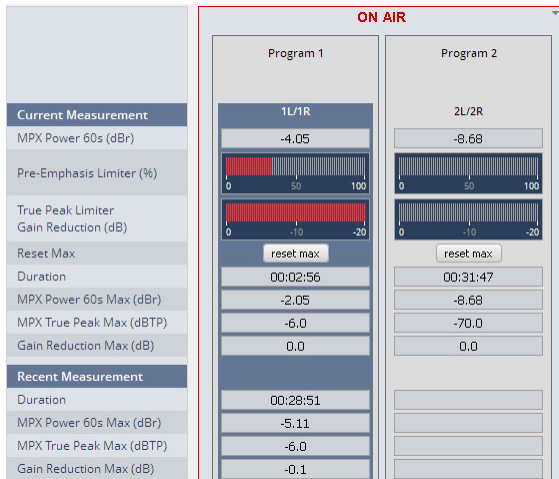 ON AIR
Program 1 Program 2
Current Measurement 1L/1R 2L/2R
MPX Power 60s (dBr) -4.05 -8.68
Pre-Emphasis Limiter (%) 0 50 100 0 50 100
True Peak Limiter
Gain Reduction (dB) 0 -10 -20 0 -10 -20
Reset Max reset max reset max
Duration 00:02:56 00:31:47
MPX Power 60s Max (dBr) -2.05 -8.68
MPX True Peak Max (dBTP) -6.0 -70.0
Gain Reduction Max (dB) 0.0 0.0
Recent Measurement
Duration 00:28:51
MPX Power 60s Max (dBr) -5.11
MPX True Peak Max (dBTP) -6.0
Gain Reduction Max (dB) -0.1